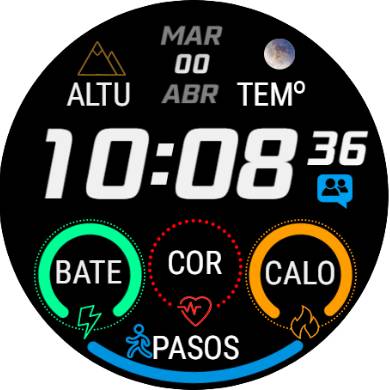 MAR
00
ALTU ABR TEMº
10:08 36
BATE COR CALO
PASOS